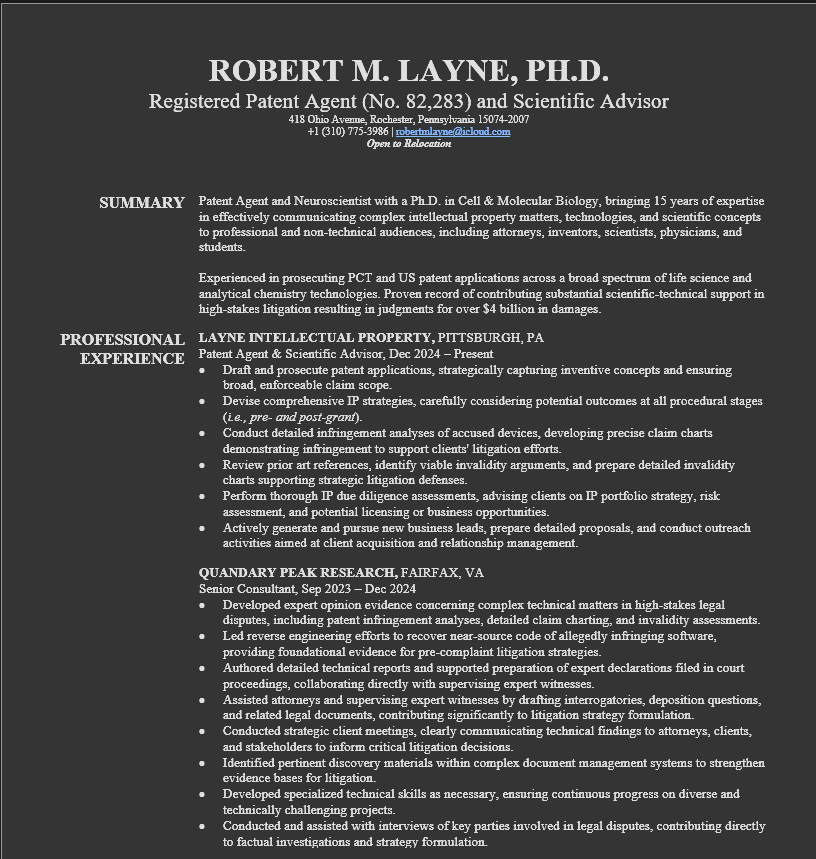 ROBERT M. LAYNE, PH.D.
Registered Patent Agent (No. 82,283) and Scientific Advisor
418 Ohio Avenue, Rochester, Pennsylvania 15074-2007
+1 (310) 775-3986 | robertmlayne@icloud.com
Open to Relocation
SUMMARY
Patent Agent and Neuroscientist with a Ph.D. in Cell & Molecular Biology, bringing 15 years of expertise
in effectively communicating complex intellectual property matters, technologies, and scientific concepts
to professional and non-technical audiences, including attorneys, inventors, scientists, physicians, and
students.
Experienced in prosecuting PCT and US patent applications across a broad spectrum of life science and
analytical chemistry technologies. Proven record of contributing substantial scientific-technical support in
high-stakes litigation resulting in judgments for over $4 billion in damages.
PROFESSIONAL
EXPERIENCE
LAYNE INTELLECTUAL PROPERTY, PITTSBURGH, PA
Patent Agent & Scientific Advisor, Dec 2024 – Present
• Draft and prosecute patent applications, strategically capturing inventive concepts and ensuring
broad, enforceable claim scope.
• Devise comprehensive IP strategies, carefully considering potential outcomes at all procedural stages
(i.e., pre- and post-grant).
• Conduct detailed infringement analyses of accused devices, developing precise claim charts
demonstrating infringement to support clients' litigation efforts.
• Review prior art references, identify viable invalidity arguments, and prepare detailed invalidity
charts supporting strategic litigation defenses.
• Perform thorough IP due diligence assessments, advising clients on IP portfolio strategy, risk
assessment, and potential licensing or business opportunities.
• Actively generate and pursue new business leads, prepare detailed proposals, and conduct outreach
activities aimed at client acquisition and relationship management.
QUANDARY PEAK RESEARCH, FAIRFAX, VA
Senior Consultant, Sep 2023 – Dec 2024
• Developed expert opinion evidence concerning complex technical matters in high-stakes legal
disputes, including patent infringement analyses, detailed claim charting, and invalidity assessments.
• Led reverse engineering efforts to recover near-source code of allegedly infringing software,
providing foundational evidence for pre-complaint litigation strategies.
• Authored detailed technical reports and supported preparation of expert declarations filed in court
proceedings, collaborating directly with supervising expert witnesses.
• Assisted attorneys and supervising expert witnesses by drafting interrogatories, deposition questions,
and related legal documents, contributing significantly to litigation strategy formulation.
• Conducted strategic client meetings, clearly communicating technical findings to attorneys, clients,
and stakeholders to inform critical litigation decisions.
• Identified pertinent discovery materials within complex document management systems to strengthen
evidence bases for litigation.
• Developed specialized technical skills as necessary, ensuring continuous progress on diverse and
technically challenging projects.
• Conducted and assisted with interviews of key parties involved in legal disputes, contributing directly
to factual investigations and strategy formulation.